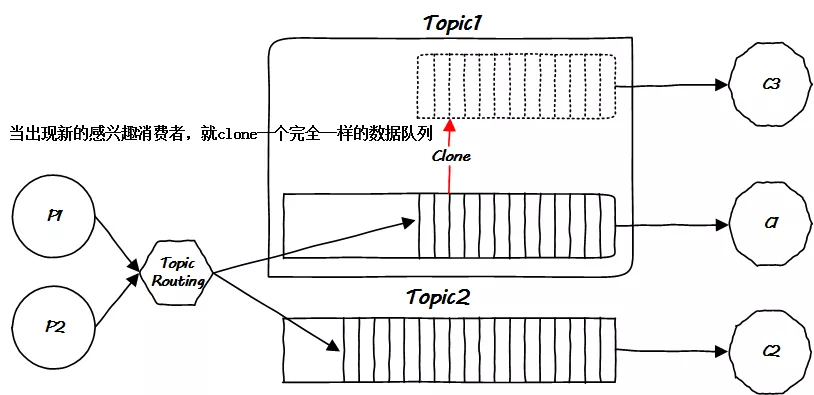 Topic1
C3
当出现新的感兴趣消费者，就clone一个完全一样的数据队列
Clone
P1
C1
Topic
Routing
Topic2
P2
C2